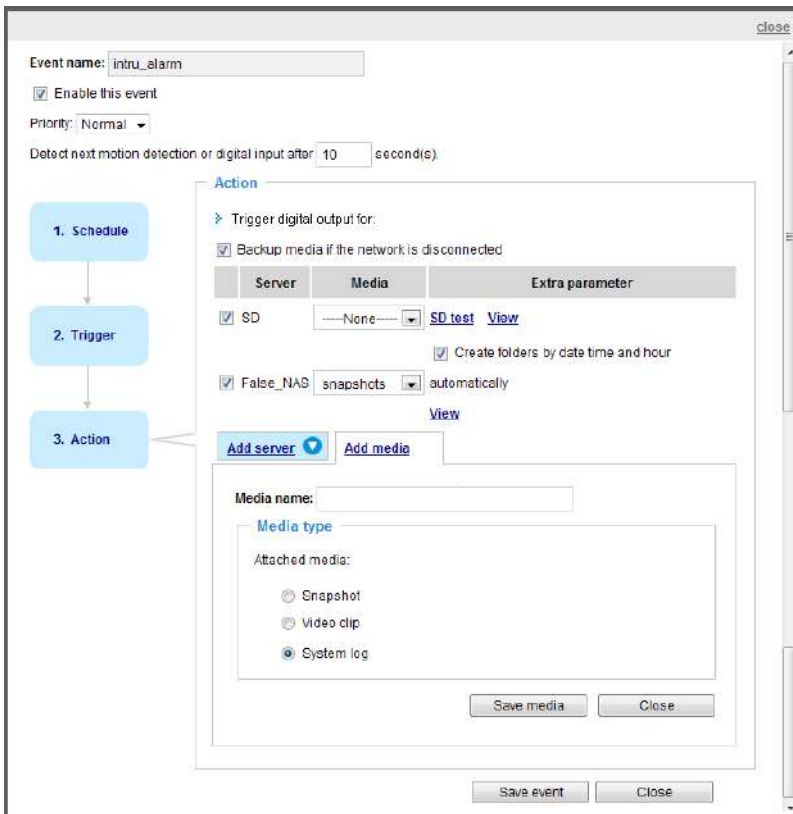 close
Event name: intru_alarm
Enable this event
Priority: Normal
Detect next motion detection or digital input after 10 second(s).
1. Schedule
2. Trigger
3. Action
Action
Trigger digital output for:
Backup media if the network is disconnected
Server Media Extra parameter
SD -----None----- SD test View
Create folders by date time and hour
False_NAS snapshots automatically
View
Add server Add media
Media name:
Media type
Attached media:
Snapshot
Video clip
System log
Save media Close
Save event Close